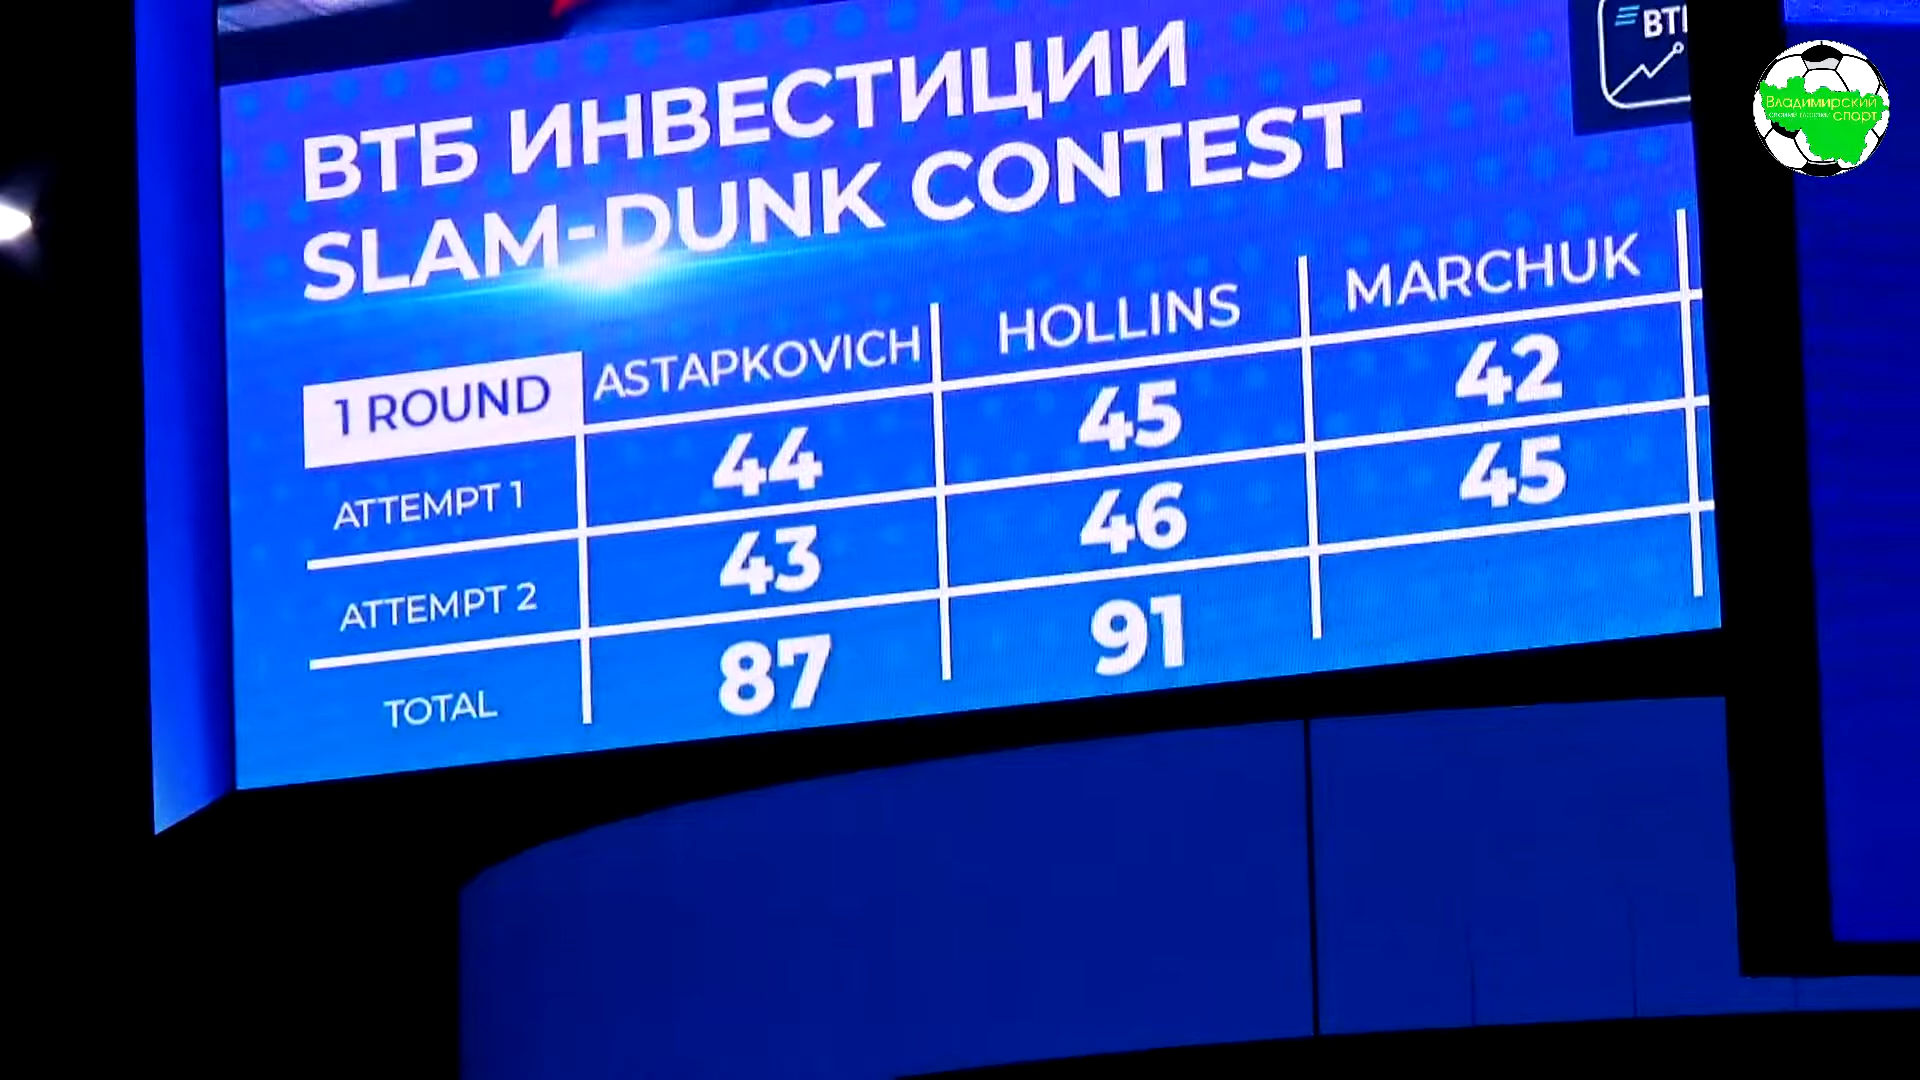 ВТБ ИНВЕСТИЦИИ
SLAM-DUNK CONTEST
1 ROUND ASTAPKOVICH HOLLINS MARCHUK
ATTEMPT 1 44 45 42
ATTEMPT 2 43 46 45
TOTAL 87 91
Владимирский
спорт